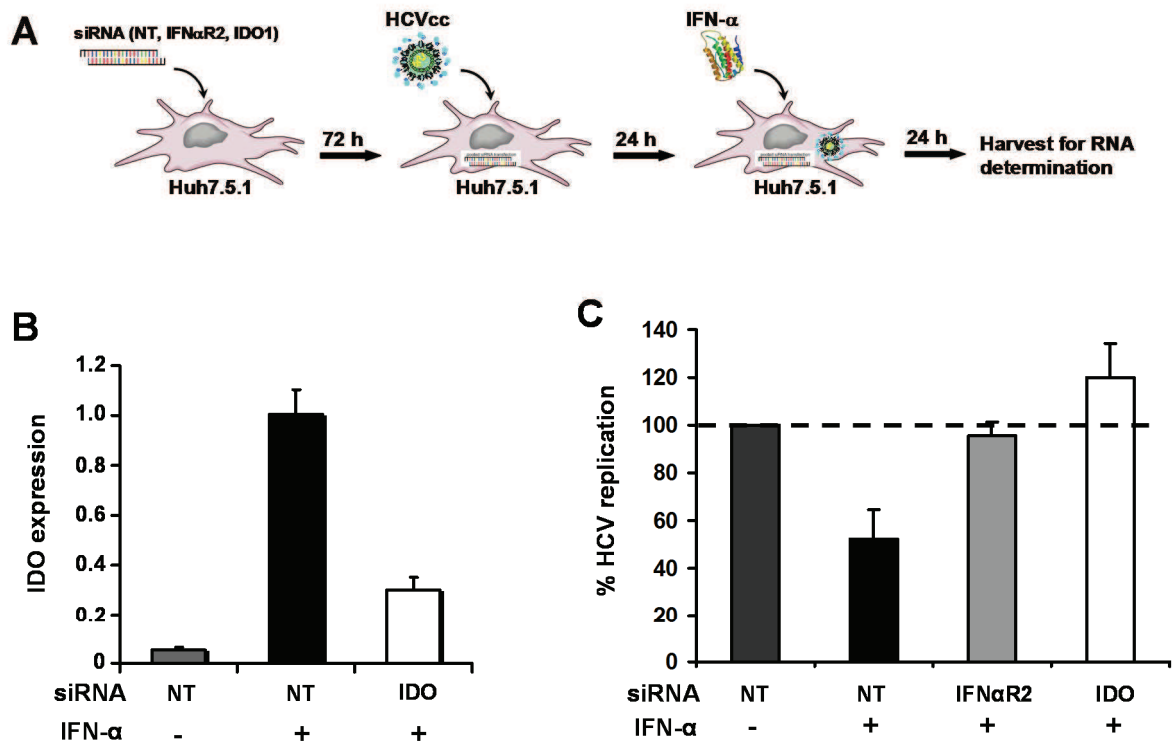 A
siRNA (NT, IFNαR2, IDO1)
HCVcc
IFN-α
72 h
24 h
24 h
Harvest for RNA
determination
Huh7.5.1
Huh7.5.1
Huh7.5.1
B
IDO expression
1.2
1.0
0.8
0.6
0.4
0.2
0
siRNA NT NT IDO
IFN-α - + +
C
% HCV replication
140
120
100
80
60
40
20
0
siRNA NT NT IFNαR2 IDO
IFN-α - + + +